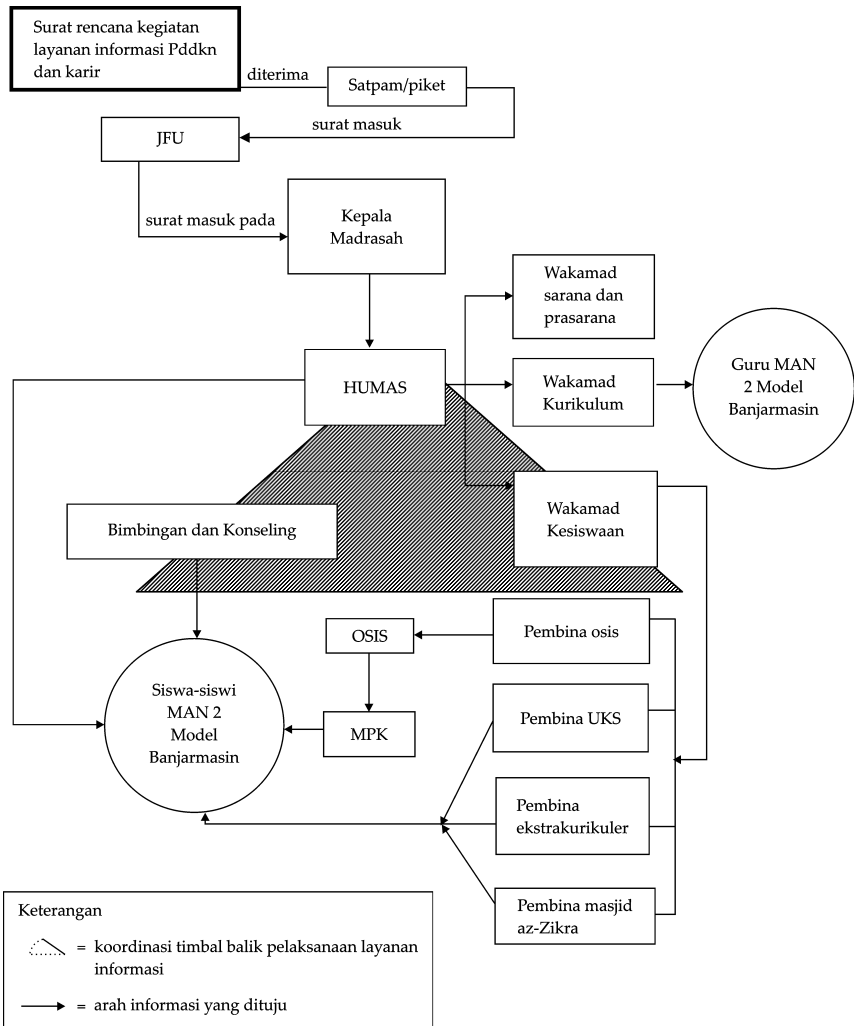 Surat rencana kegiatan
layanan informasi Pddkn
dan karir
diterima
Satpam/piket
surat masuk
JFU
surat masuk pada
Kepala
Madrasah
Wakamad
sarana dan
prasarana
HUMAS
Wakamad
Kurikulum
Guru MAN
2 Model
Banjarmasin
Bimbingan dan Konseling
Wakamad
Kesiswaan
OSIS
Pembina osis
Siswa-siswi
MAN 2
Model
Banjarmasin
MPK
Pembina UKS
Pembina
ekstrakurikuler
Pembina masjid
az-Zikra
Keterangan
= koordinasi timbal balik pelaksanaan layanan
informasi
= arah informasi yang dituju